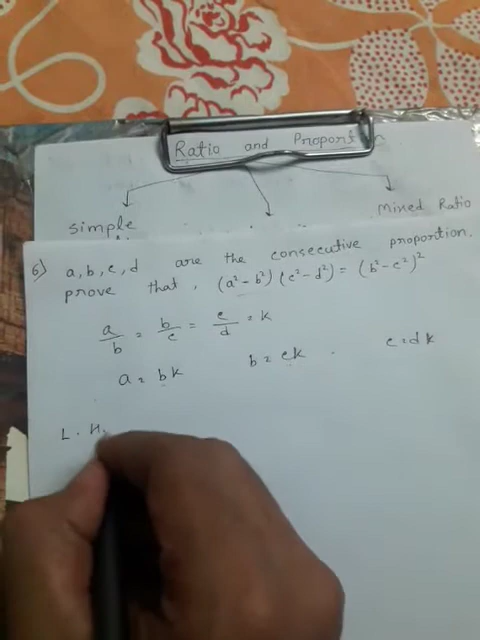 Ratio and Proport
simple
Mixed Ratio
6) a, b, c, d are the consecutive proportion.
prove that, (a² - b²) (c² - d²) = (b² - c²)²
a/b = b/c = c/d = k
a = bk b = ck c = dk
L. H.